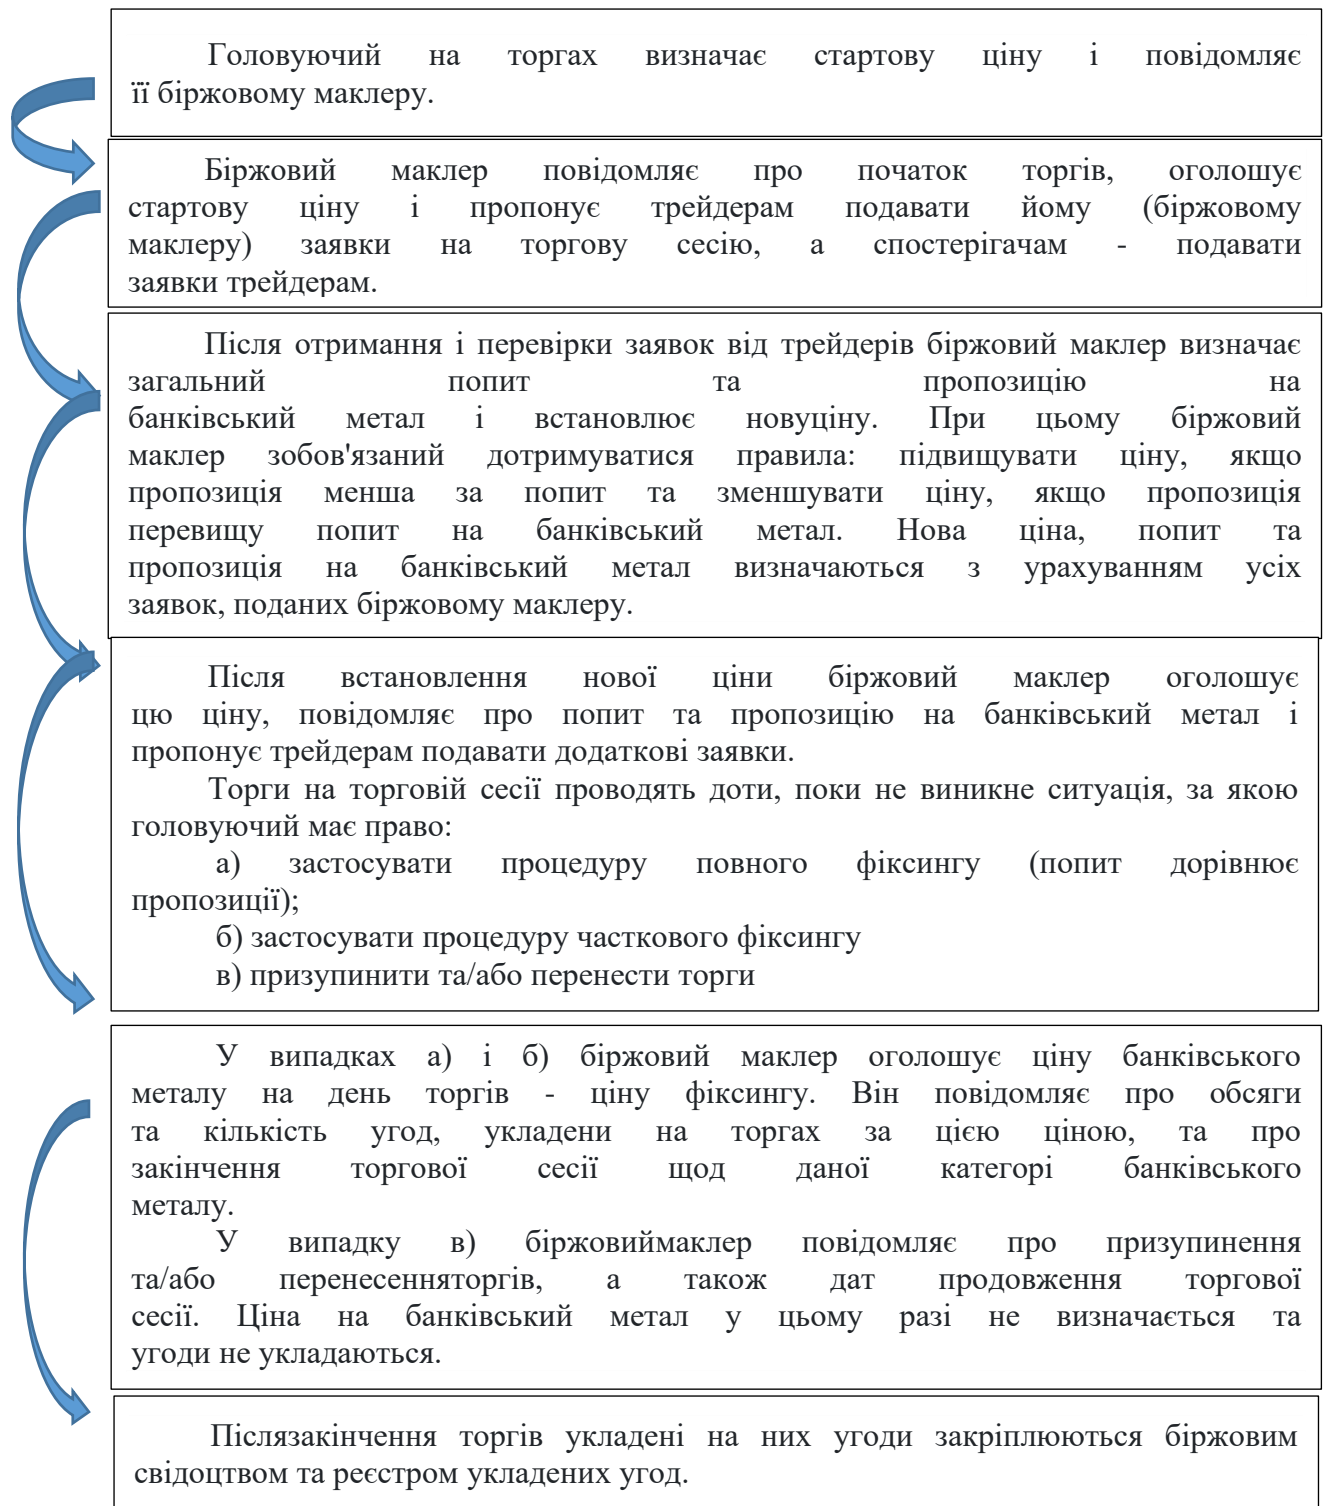 Головуючий на торгах визначає стартову ціну і повідомляє
її біржовому маклеру.
Біржовий маклер повідомляє про початок торгів, оголошує
стартову ціну і пропонує трейдерам подавати йому (біржовому
маклеру) заявки на торгову сесію, а спостерігачам - подавати
заявки трейдерам.
Після отримання і перевірки заявок від трейдерів біржовий маклер визначає
загальний попит та пропозицію на
банківський метал і встановлює новуціну. При цьому біржовий
маклер зобов'язаний дотримуватися правила: підвищувати ціну, якщо
пропозиція менша за попит та зменшувати ціну, якщо пропозиція
перевищу попит на банківський метал. Нова ціна, попит та
пропозиція на банківський метал визначаються з урахуванням усіх
заявок, поданих біржовому маклеру.
Після встановлення нової ціни біржовий маклер оголошує
цю ціну, повідомляє про попит та пропозицію на банківський метал і
пропонує трейдерам подавати додаткові заявки.
Торги на торговій сесії проводять доти, поки не виникне ситуація, за якою
головуючий має право:
а) застосувати процедуру повного фіксингу (попит дорівнює
пропозиції);
б) застосувати процедуру часткового фіксингу
в) призупинити та/або перенести торги
У випадках а) і б) біржовий маклер оголошує ціну банківського
металу на день торгів - ціну фіксингу. Він повідомляє про обсяги
та кількість угод, укладени на торгах за цією ціною, та про
закінчення торгової сесії щод даної категорі банківського
металу.
У випадку в) біржовиймаклер повідомляє про призупинення
та/або перенесенняторгів, а також дат продовження торгової
сесії. Ціна на банківський метал у цьому разі не визначається та
угоди не укладаються.
Післязакінчення торгів укладені на них угоди закріплюються біржовим
свідоцтвом та реєстром укладених угод.